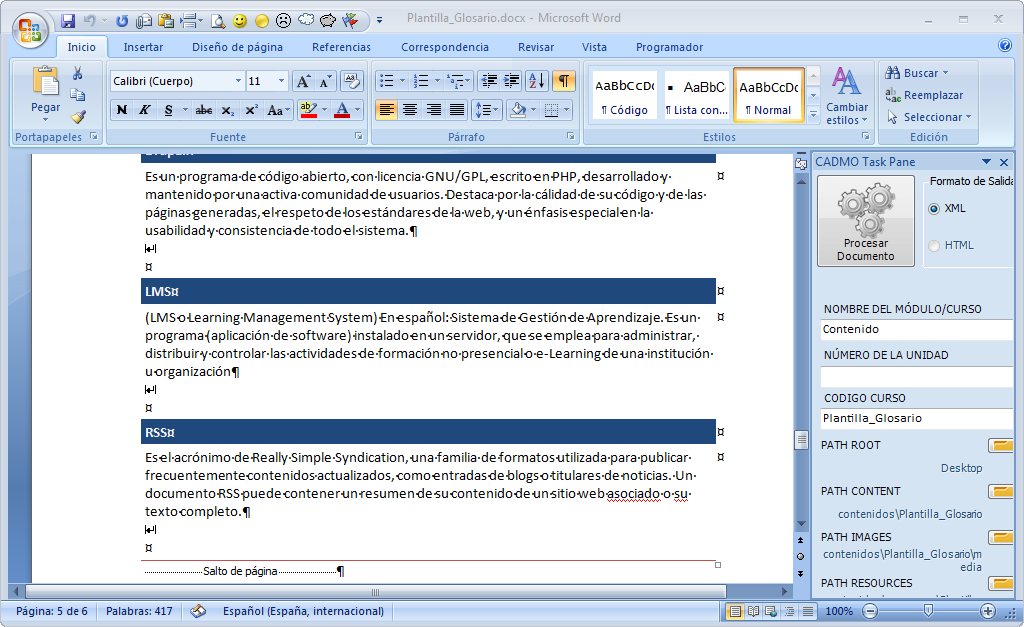 Plantilla_Glosario.docx - Microsoft Word
Inicio Insertar Diseño de página Referencias Correspondencia Revisar Vista Programador
Pegar
Portapapeles
Calibri (Cuerpo) 11
N K S abc x₂ x² Aa
Fuente
Párrafo
AaBbCcDc AaBbC AaBbCcDc
¶ Código ¶ Lista con... ¶ Normal
Cambiar
estilos
Estilos
Buscar
Reemplazar
Seleccionar
Edición
Es un programa de código abierto, con licencia GNU/GPL, escrito en PHP, desarrollado y
mantenido por una activa comunidad de usuarios. Destaca por la cálidad de su código y de las
páginas generadas, el respeto de los estándares de la web, y un énfasis especial en la
usabilidad y consistencia de todo el sistema.¶
LMS¤
(LMS o Learning Management System) En español: Sistema de Gestión de Aprendizaje. Es un
programa (aplicación de software) instalado en un servidor, que se emplea para administrar,
distribuir y controlar las actividades de formación no presencial o e-Learning de una institución
u organización¶
RSS¤
Es el acrónimo de Really Simple Syndication, una familia de formatos utilizada para publicar
frecuentemente contenidos actualizados, como entradas de blogs o titulares de noticias. Un
documento RSS puede contener un resumen de su contenido de un sitio web asociado o su
texto completo.¶
Salto de página ¶
CADMO Task Pane
Procesar
Documento
Formato de Salida
XML
HTML
NOMBRE DEL MÓDULO/CURSO
Contenido
NÚMERO DE LA UNIDAD
CODIGO CURSO
Plantilla_Glosario
PATH ROOT
Desktop
PATH CONTENT
contenidos\Plantilla_Glosario
PATH IMAGES
contenidos\Plantilla_Glosario\m
edia
PATH RESOURCES
Página: 5 de 6 Palabras: 417 Español (España, internacional) 100%